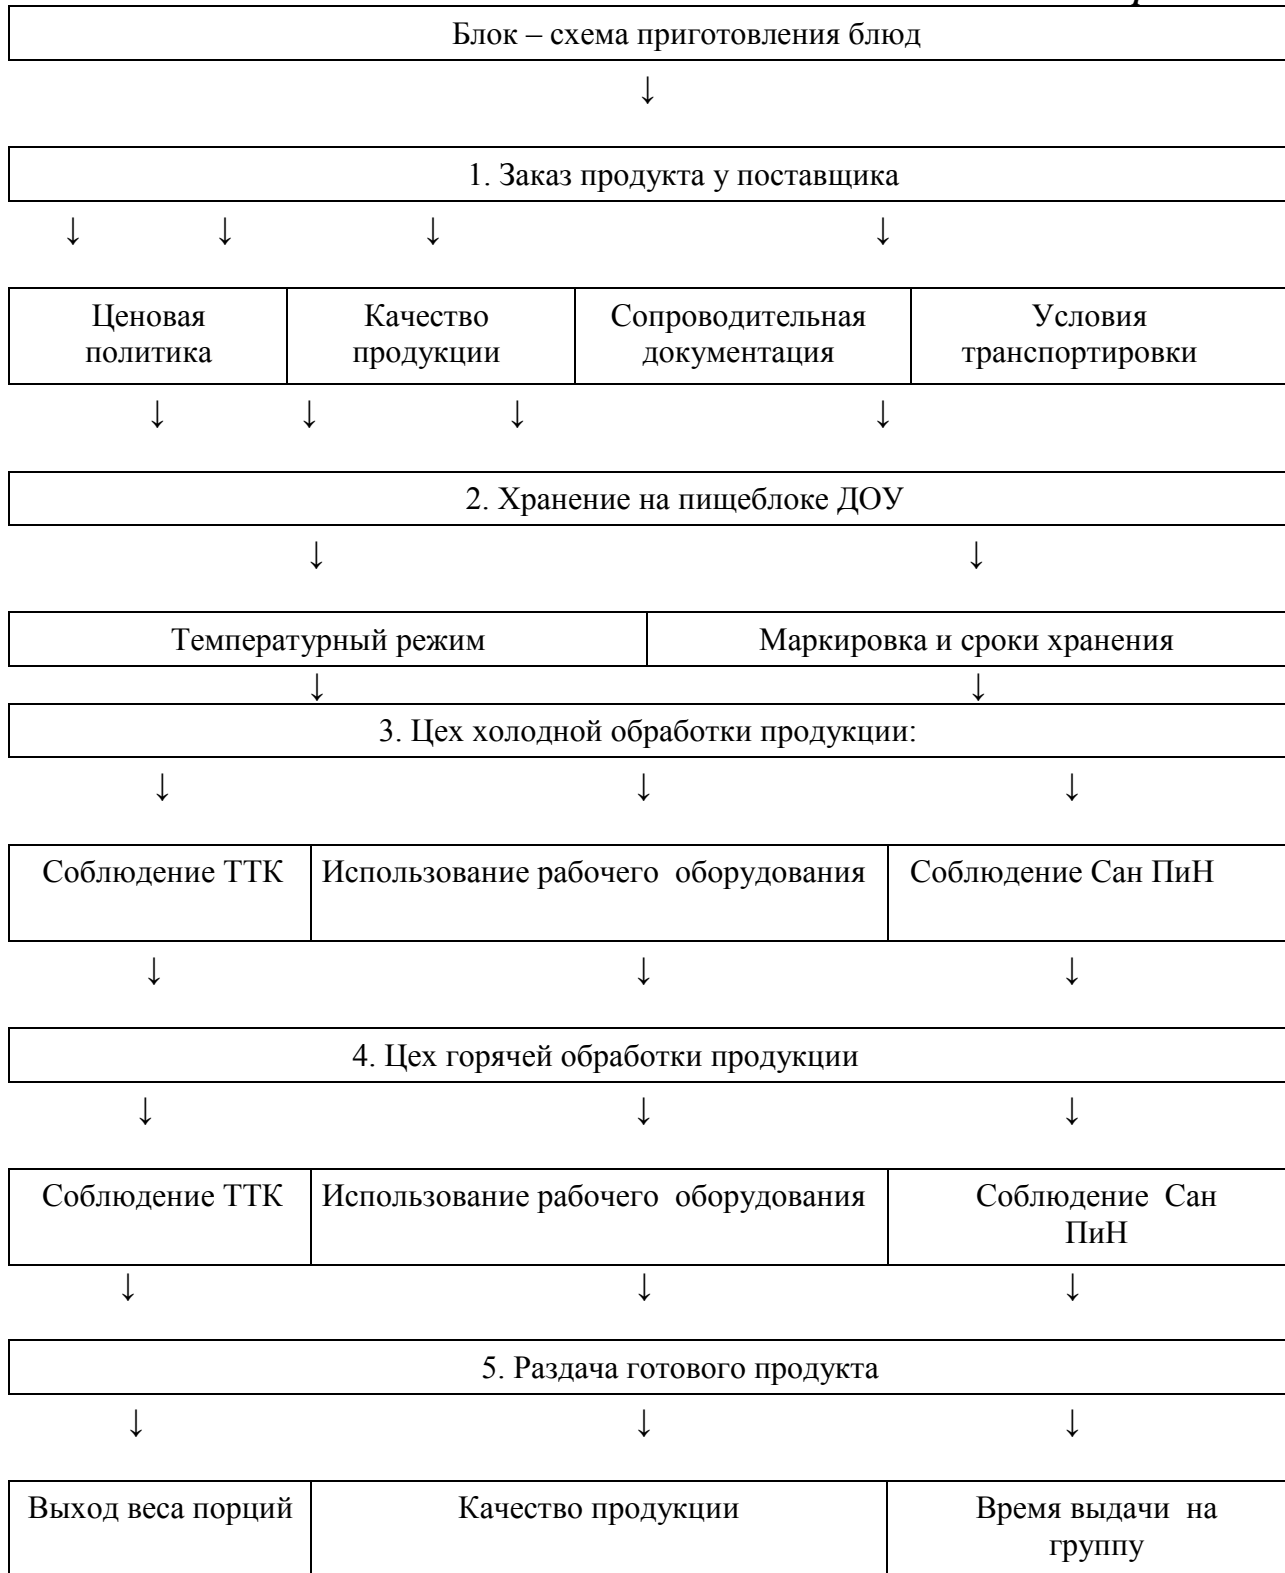 Блок – схема приготовления блюд
↓
1. Заказ продукта у поставщика
↓ ↓ ↓ ↓
Ценовая политика
Качество продукции
Сопроводительная документация
Условия транспортировки
↓ ↓ ↓ ↓
2. Хранение на пищеблоке ДОУ
↓ ↓
Температурный режим
Маркировка и сроки хранения
↓ ↓
3. Цех холодной обработки продукции:
↓ ↓ ↓
Соблюдение ТТК
Использование рабочего оборудования
Соблюдение Сан ПиН
↓ ↓ ↓
4. Цех горячей обработки продукции
↓ ↓ ↓
Соблюдение ТТК
Использование рабочего оборудования
Соблюдение Сан
ПиН
↓ ↓ ↓
5. Раздача готового продукта
↓ ↓ ↓
Выход веса порций
Качество продукции
Время выдачи на
группу